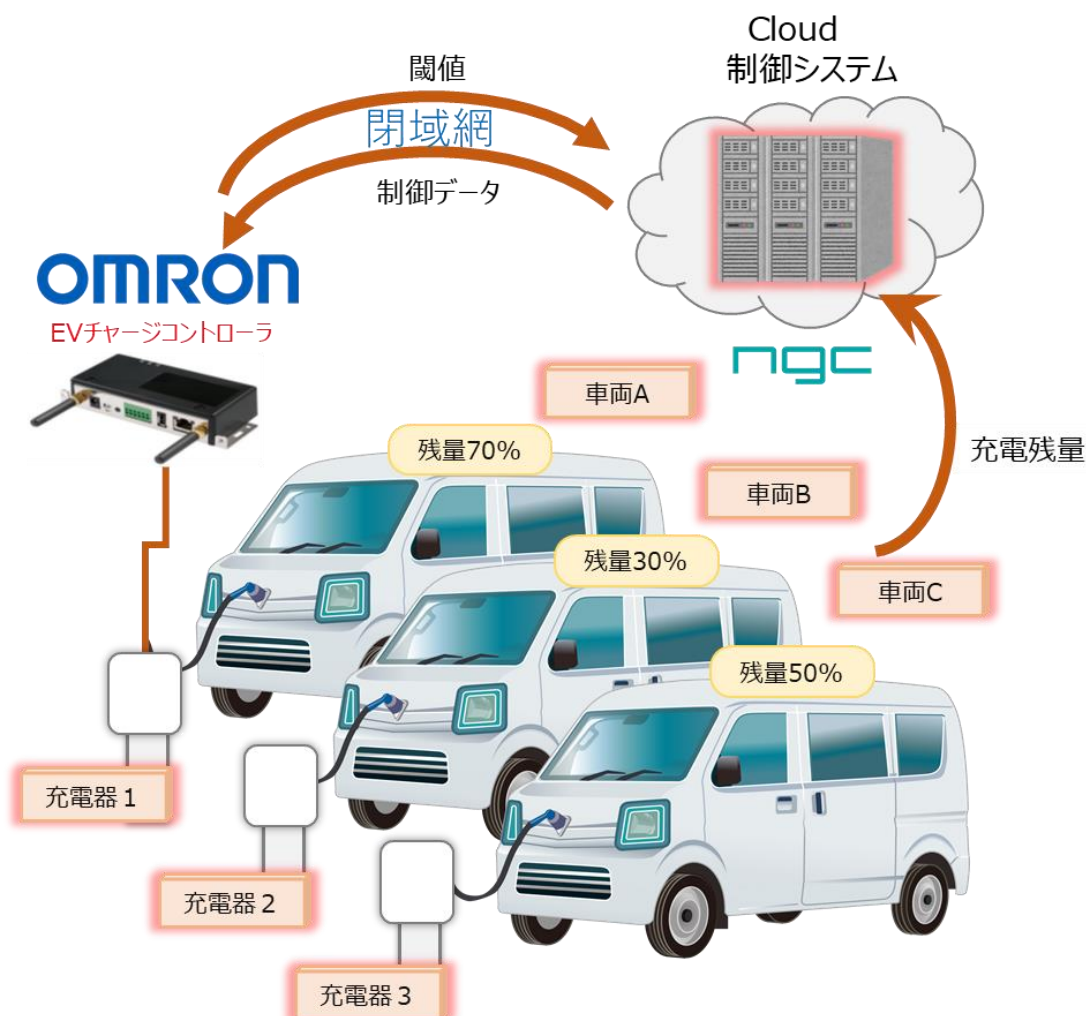 Cloud
制御システム
閾値
閉域網
制御データ
OMRON
EVチャージコントローラ
ngc
車両A
残量70%
充電残量
車両B
残量30%
車両C
残量50%
充電器1
充電器2
充電器3